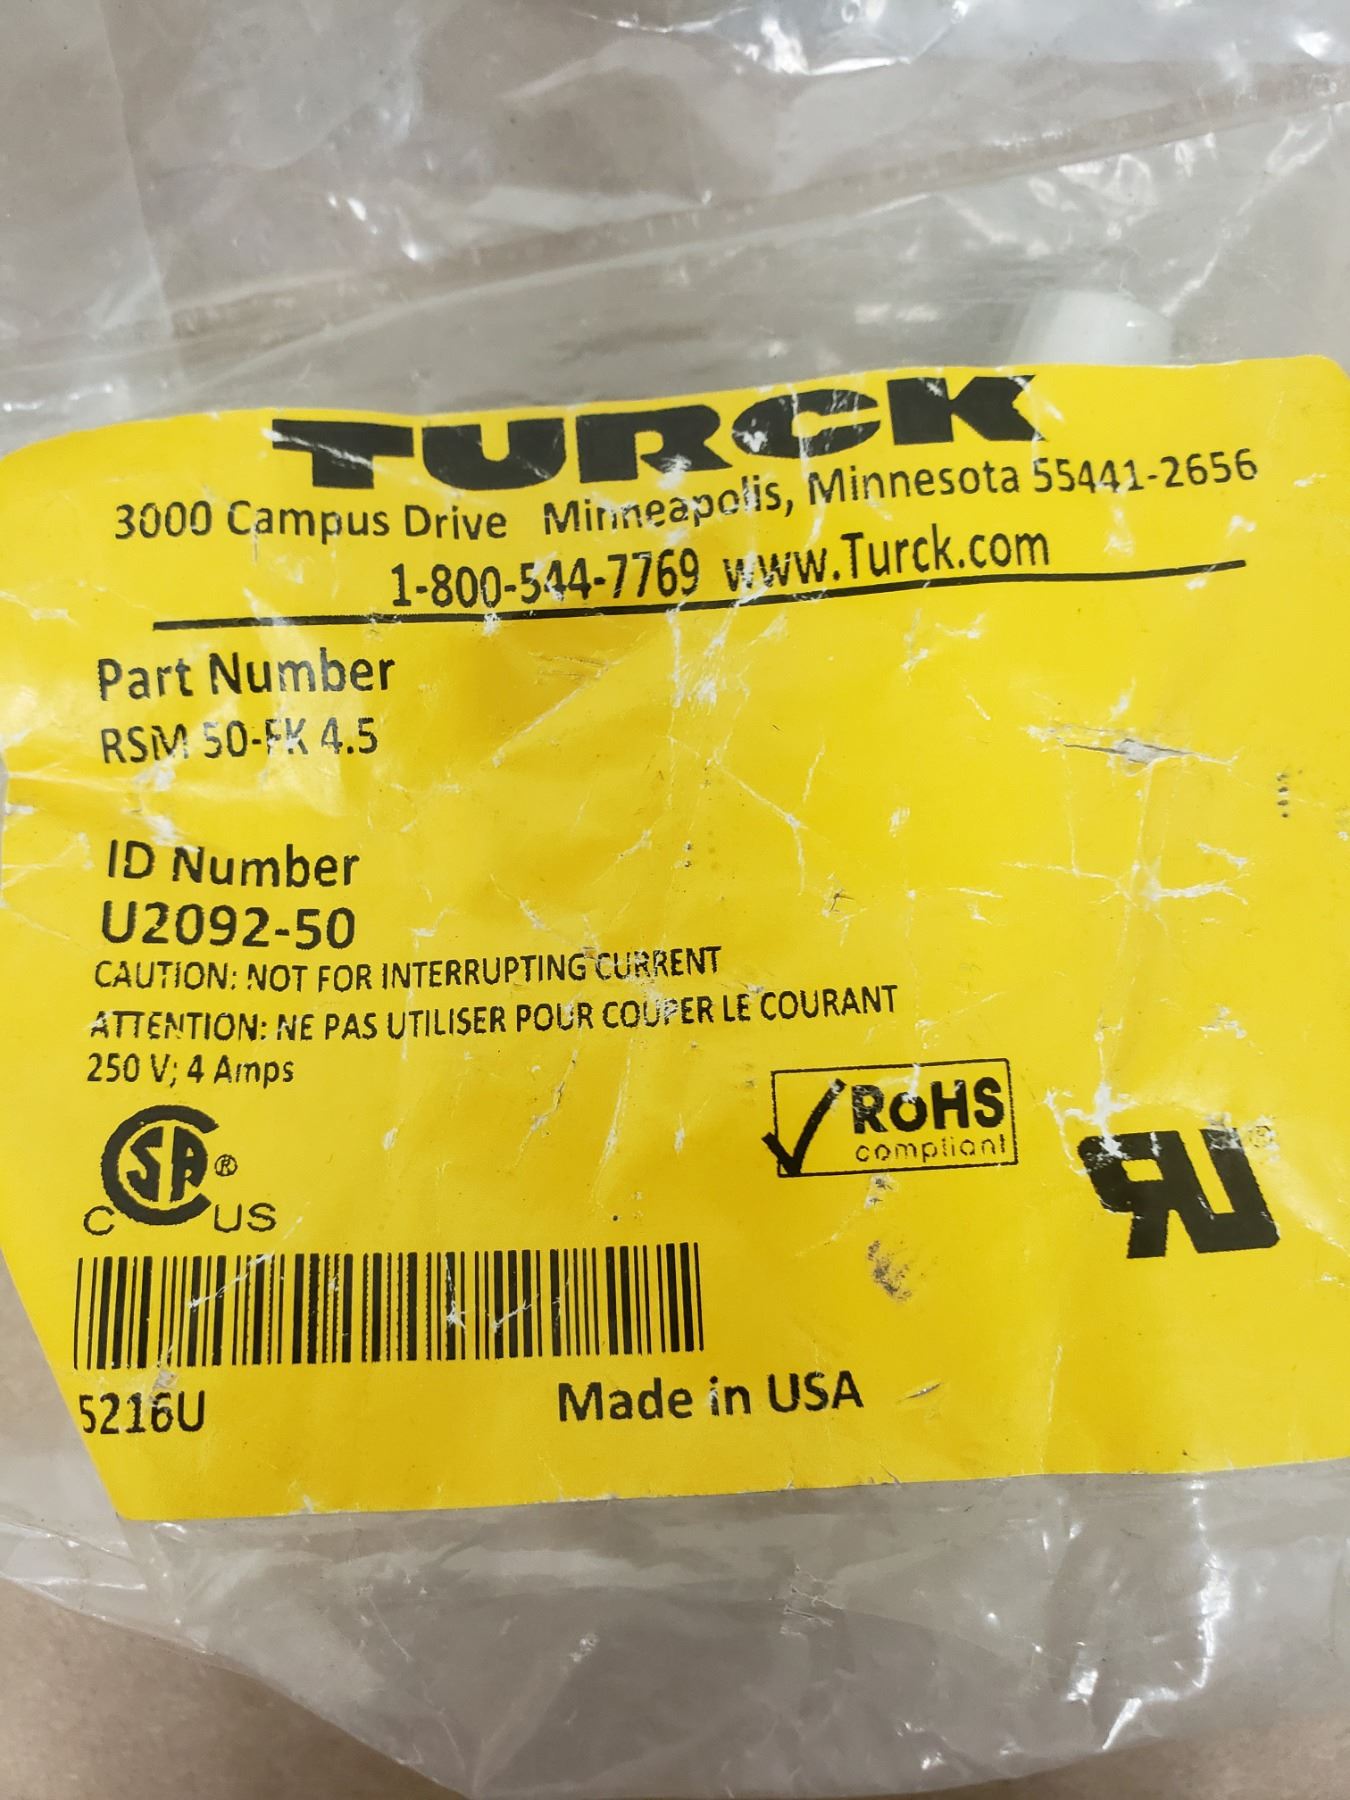 TURCK
3000 Campus Drive Minneapolis, Minnesota 55441-2656
1-800-544-7769 www.Turck.com
Part Number
RSM 50-FK 4.5
ID Number
U2092-50
CAUTION: NOT FOR INTERRUPTING CURRENT
ATTENTION: NE PAS UTILISER POUR COUPER LE COURANT
250 V; 4 Amps
RoHS
compliant
CSA®
C US
RU®
5216U
Made in USA